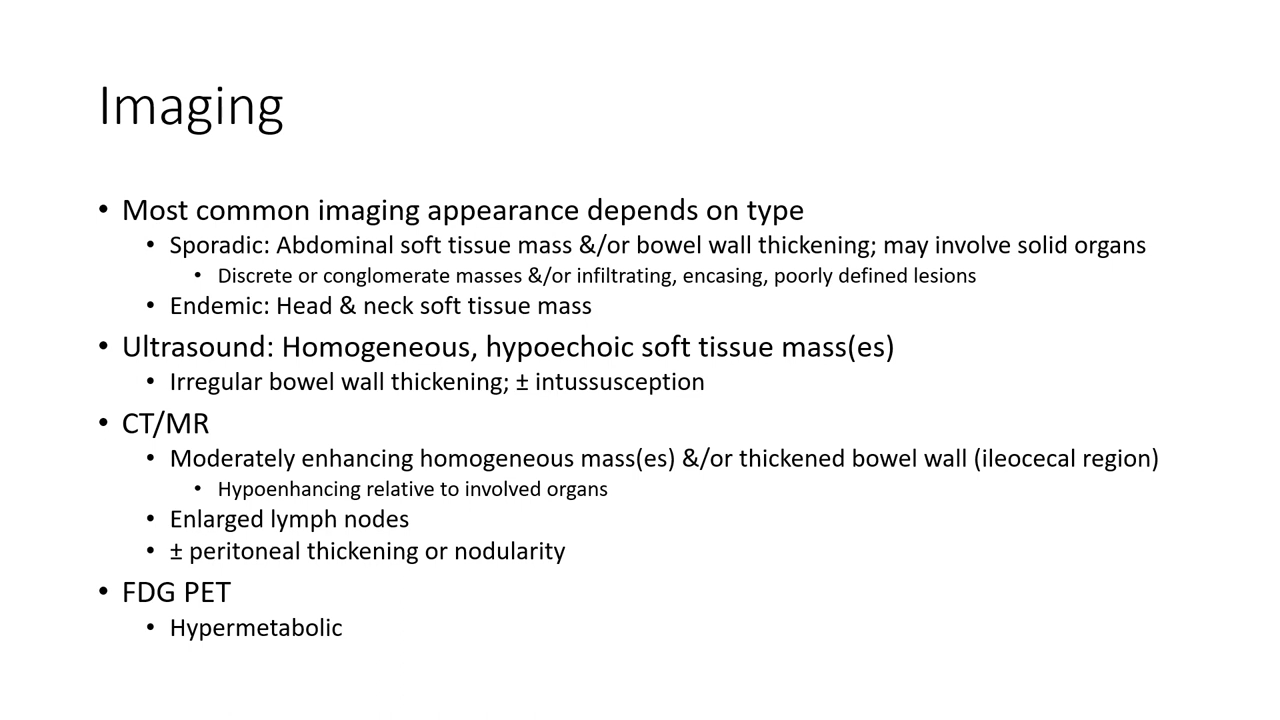 Imaging
• Most common imaging appearance depends on type
• Sporadic: Abdominal soft tissue mass &/or bowel wall thickening; may involve solid organs
• Discrete or conglomerate masses &/or infiltrating, encasing, poorly defined lesions
• Endemic: Head & neck soft tissue mass
• Ultrasound: Homogeneous, hypoechoic soft tissue mass(es)
• Irregular bowel wall thickening; ± intussusception
• CT/MR
• Moderately enhancing homogeneous mass(es) &/or thickened bowel wall (ileocecal region)
• Hypoenhancing relative to involved organs
• Enlarged lymph nodes
• ± peritoneal thickening or nodularity
• FDG PET
• Hypermetabolic